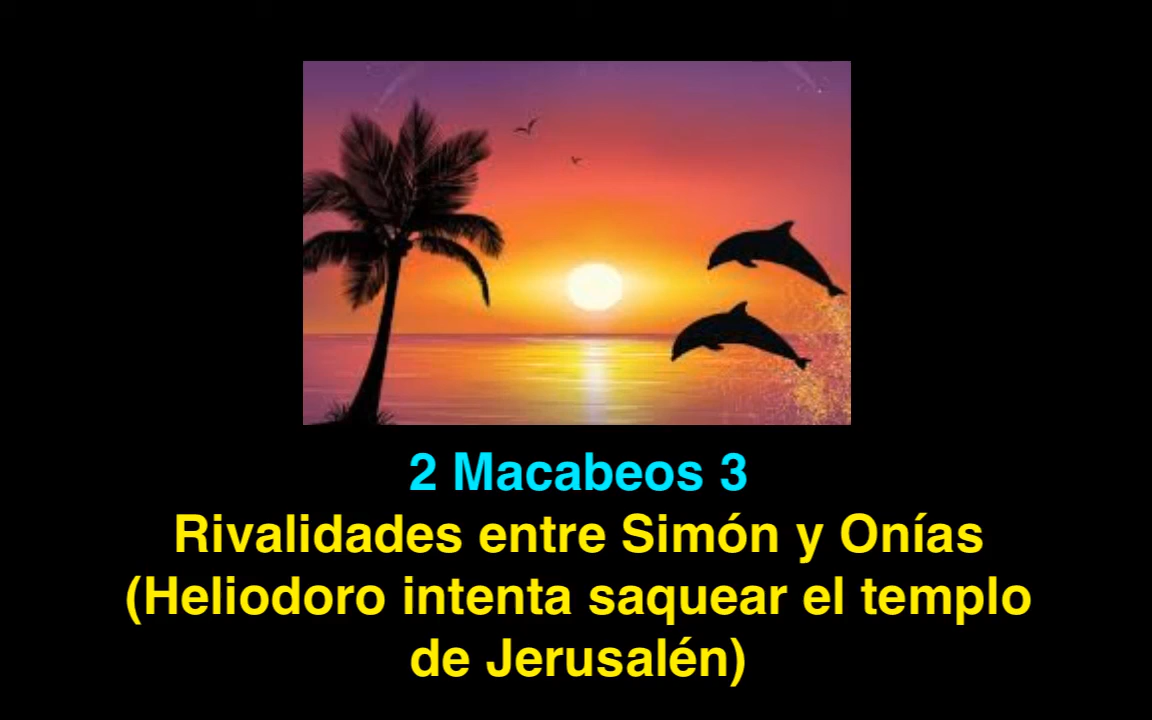 2 Macabeos 3
Rivalidades entre Simón y Onías
(Heliodoro intenta saquear el templo
de Jerusalén)